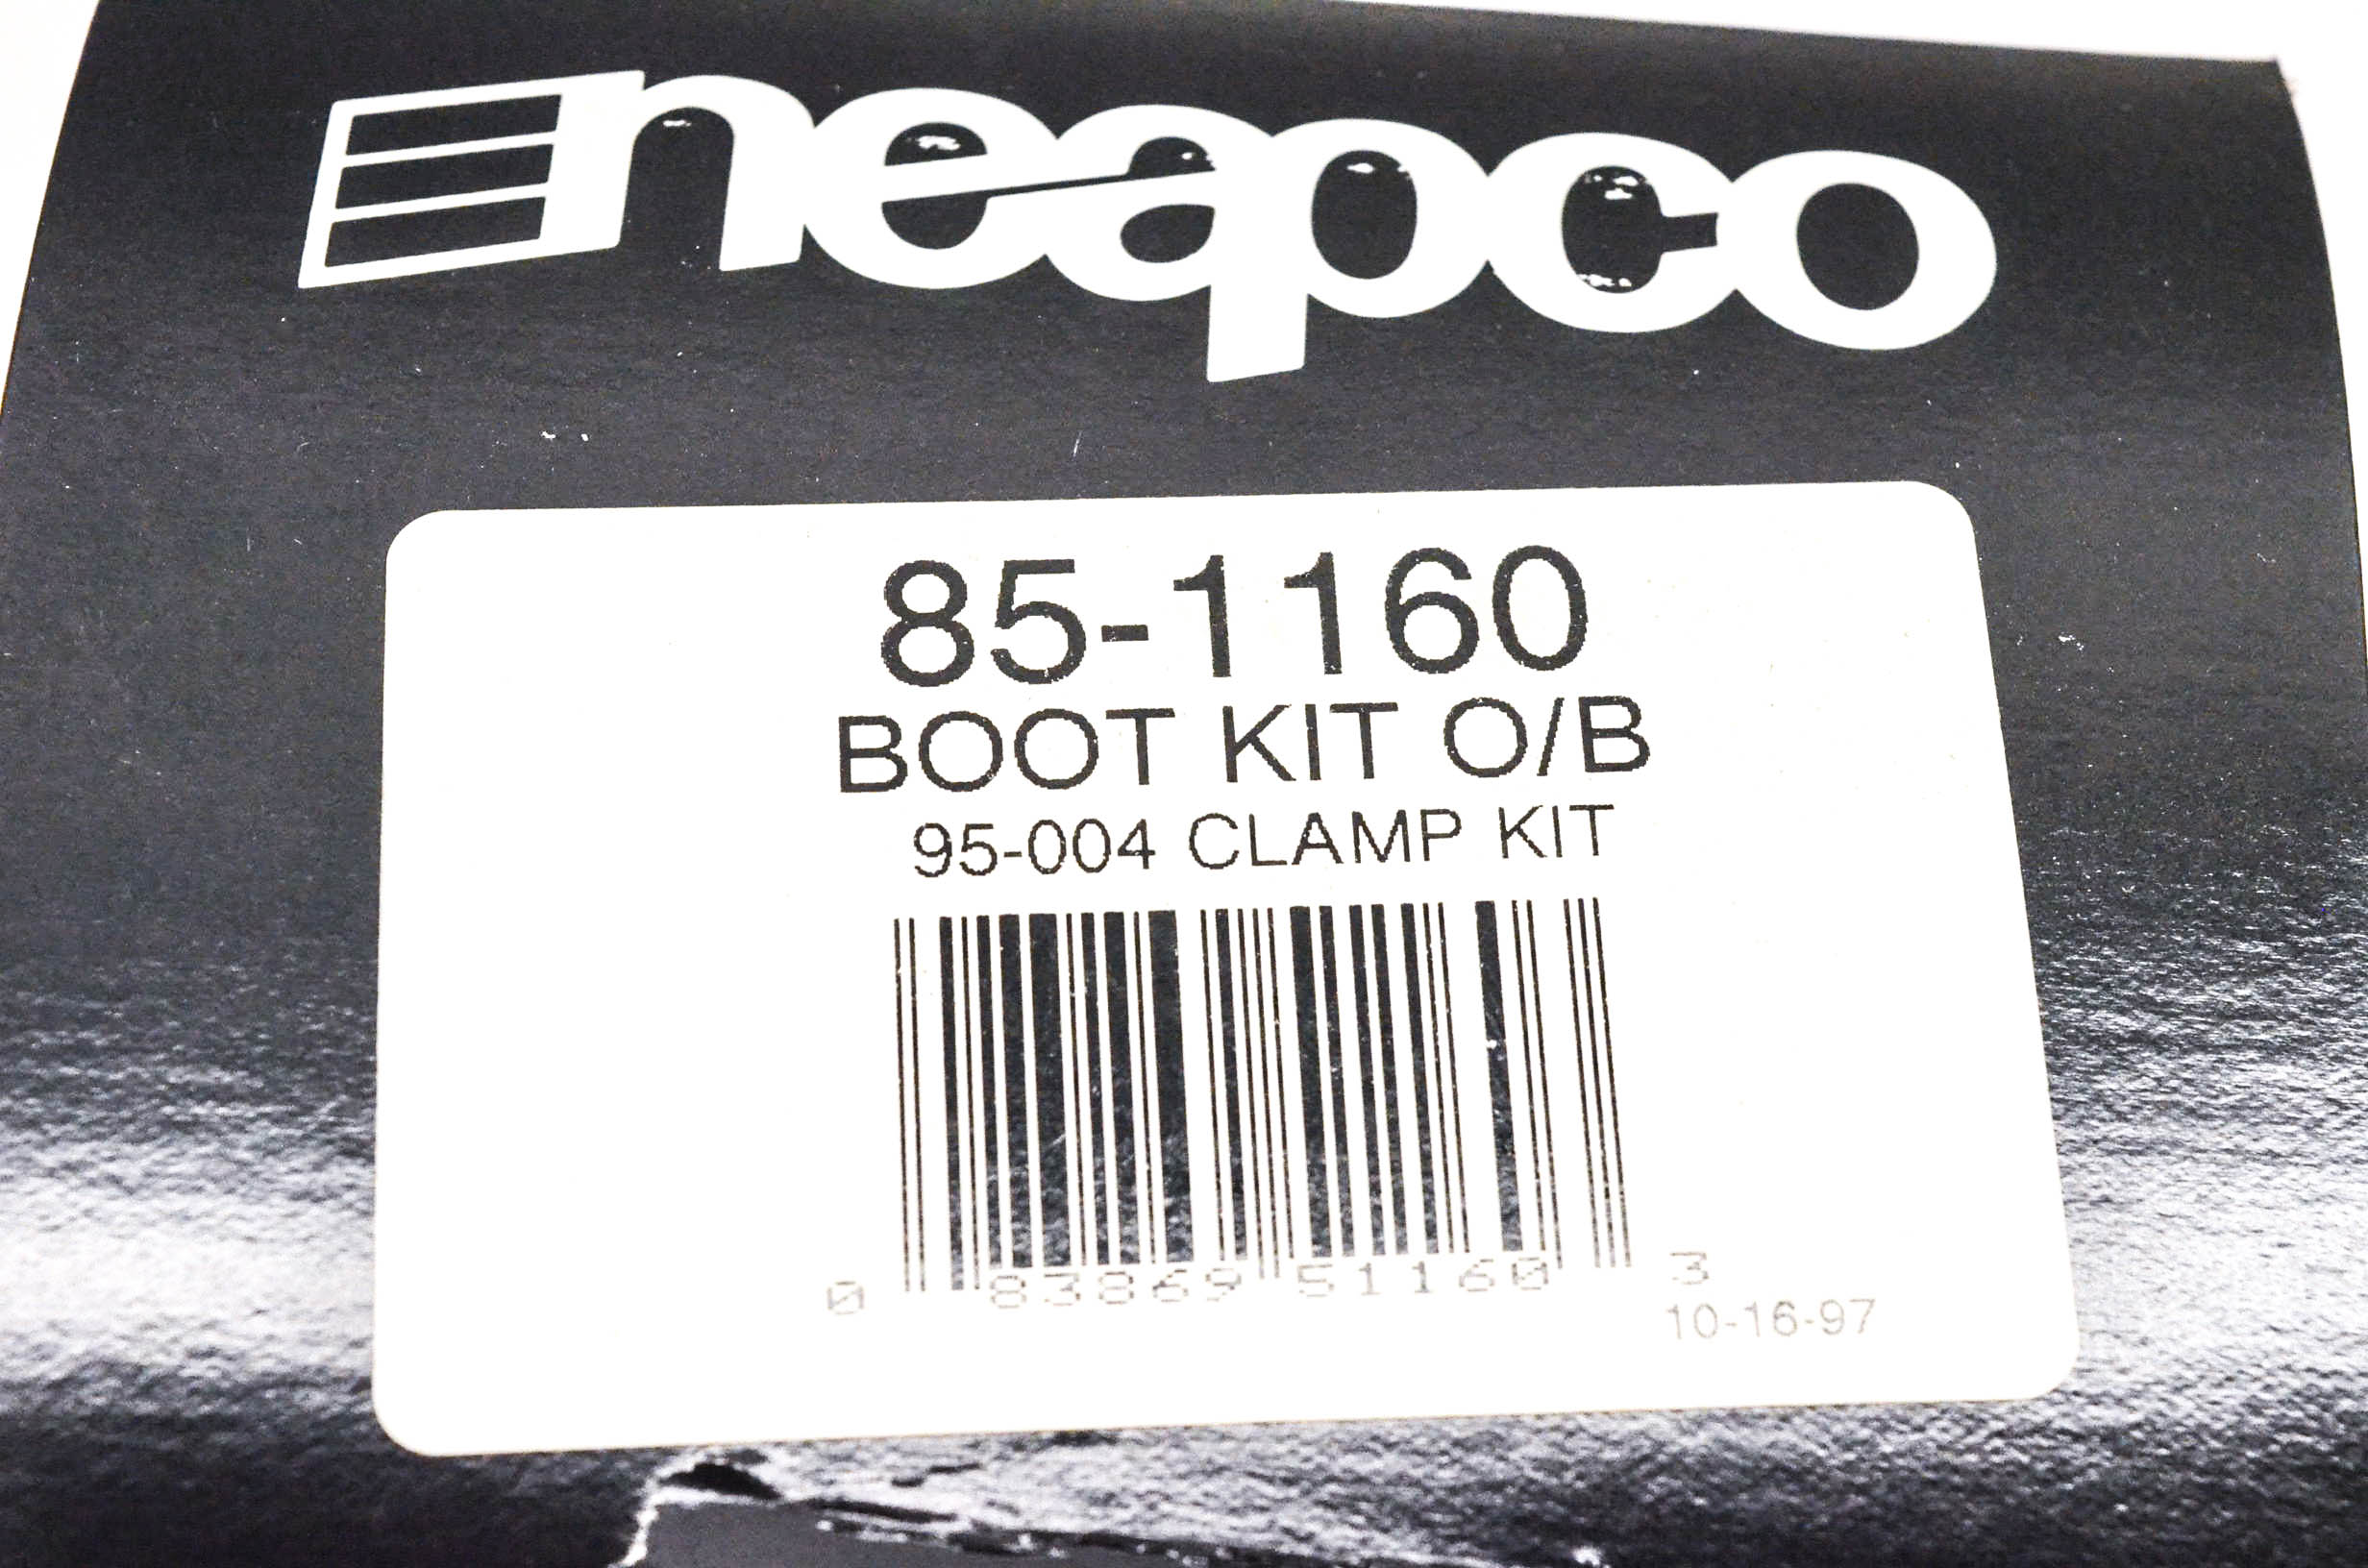 neapco
85-1160
BOOT KIT O/B
95-004 CLAMP KIT
0 83869 51160 3
10-16-97